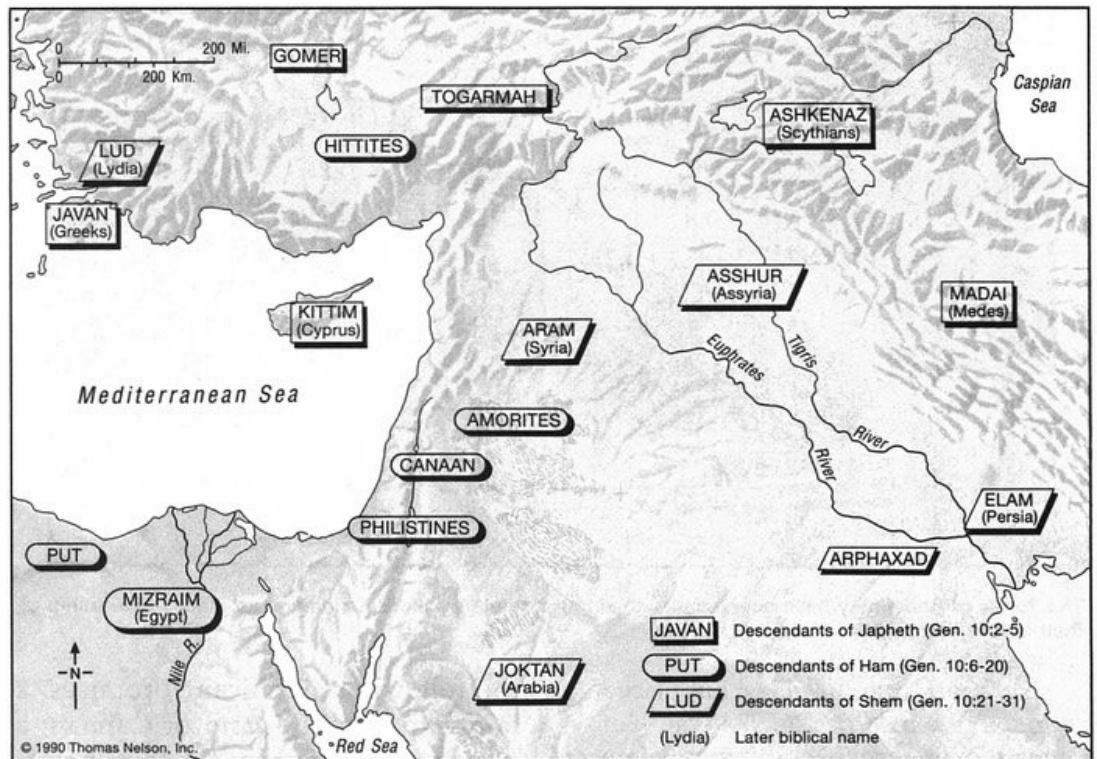 0 200 Mi.
0 200 Km.
GOMER
Caspian
Sea
TOGARMAH
ASHKENAZ
(Scythians)
HITTITES
LUD
(Lydia)
JAVAN
(Greeks)
ASSHUR
(Assyria)
MADAI
(Medes)
KITTIM
(Cyprus)
ARAM
(Syria)
Euphrates
River
Tigris
River
Mediterranean Sea
AMORITES
CANAAN
PHILISTINES
ELAM
(Persia)
PUT
ARPHAXAD
MIZRAIM
(Egypt)
Nile R.
-N-
JOKTAN
(Arabia)
Red Sea
JAVAN Descendants of Japheth (Gen. 10:2-5)
PUT Descendants of Ham (Gen. 10:6-20)
LUD Descendants of Shem (Gen. 10:21-31)
(Lydia) Later biblical name
© 1990 Thomas Nelson, Inc.